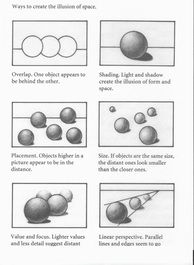 Ways to create the illusion of space.
Overlap. One object appears to
be behind the other.
Shading. Light and shadow
create the illusion of form and
space.
Placement. Objects higher in a
picture appear to be in the
distance.
Size. If objects are the same size,
the distant ones look smaller
than the closer ones.
Value and focus. Lighter values
and less detail suggest distant
Linear perspective. Parallel
lines and edges seem to go